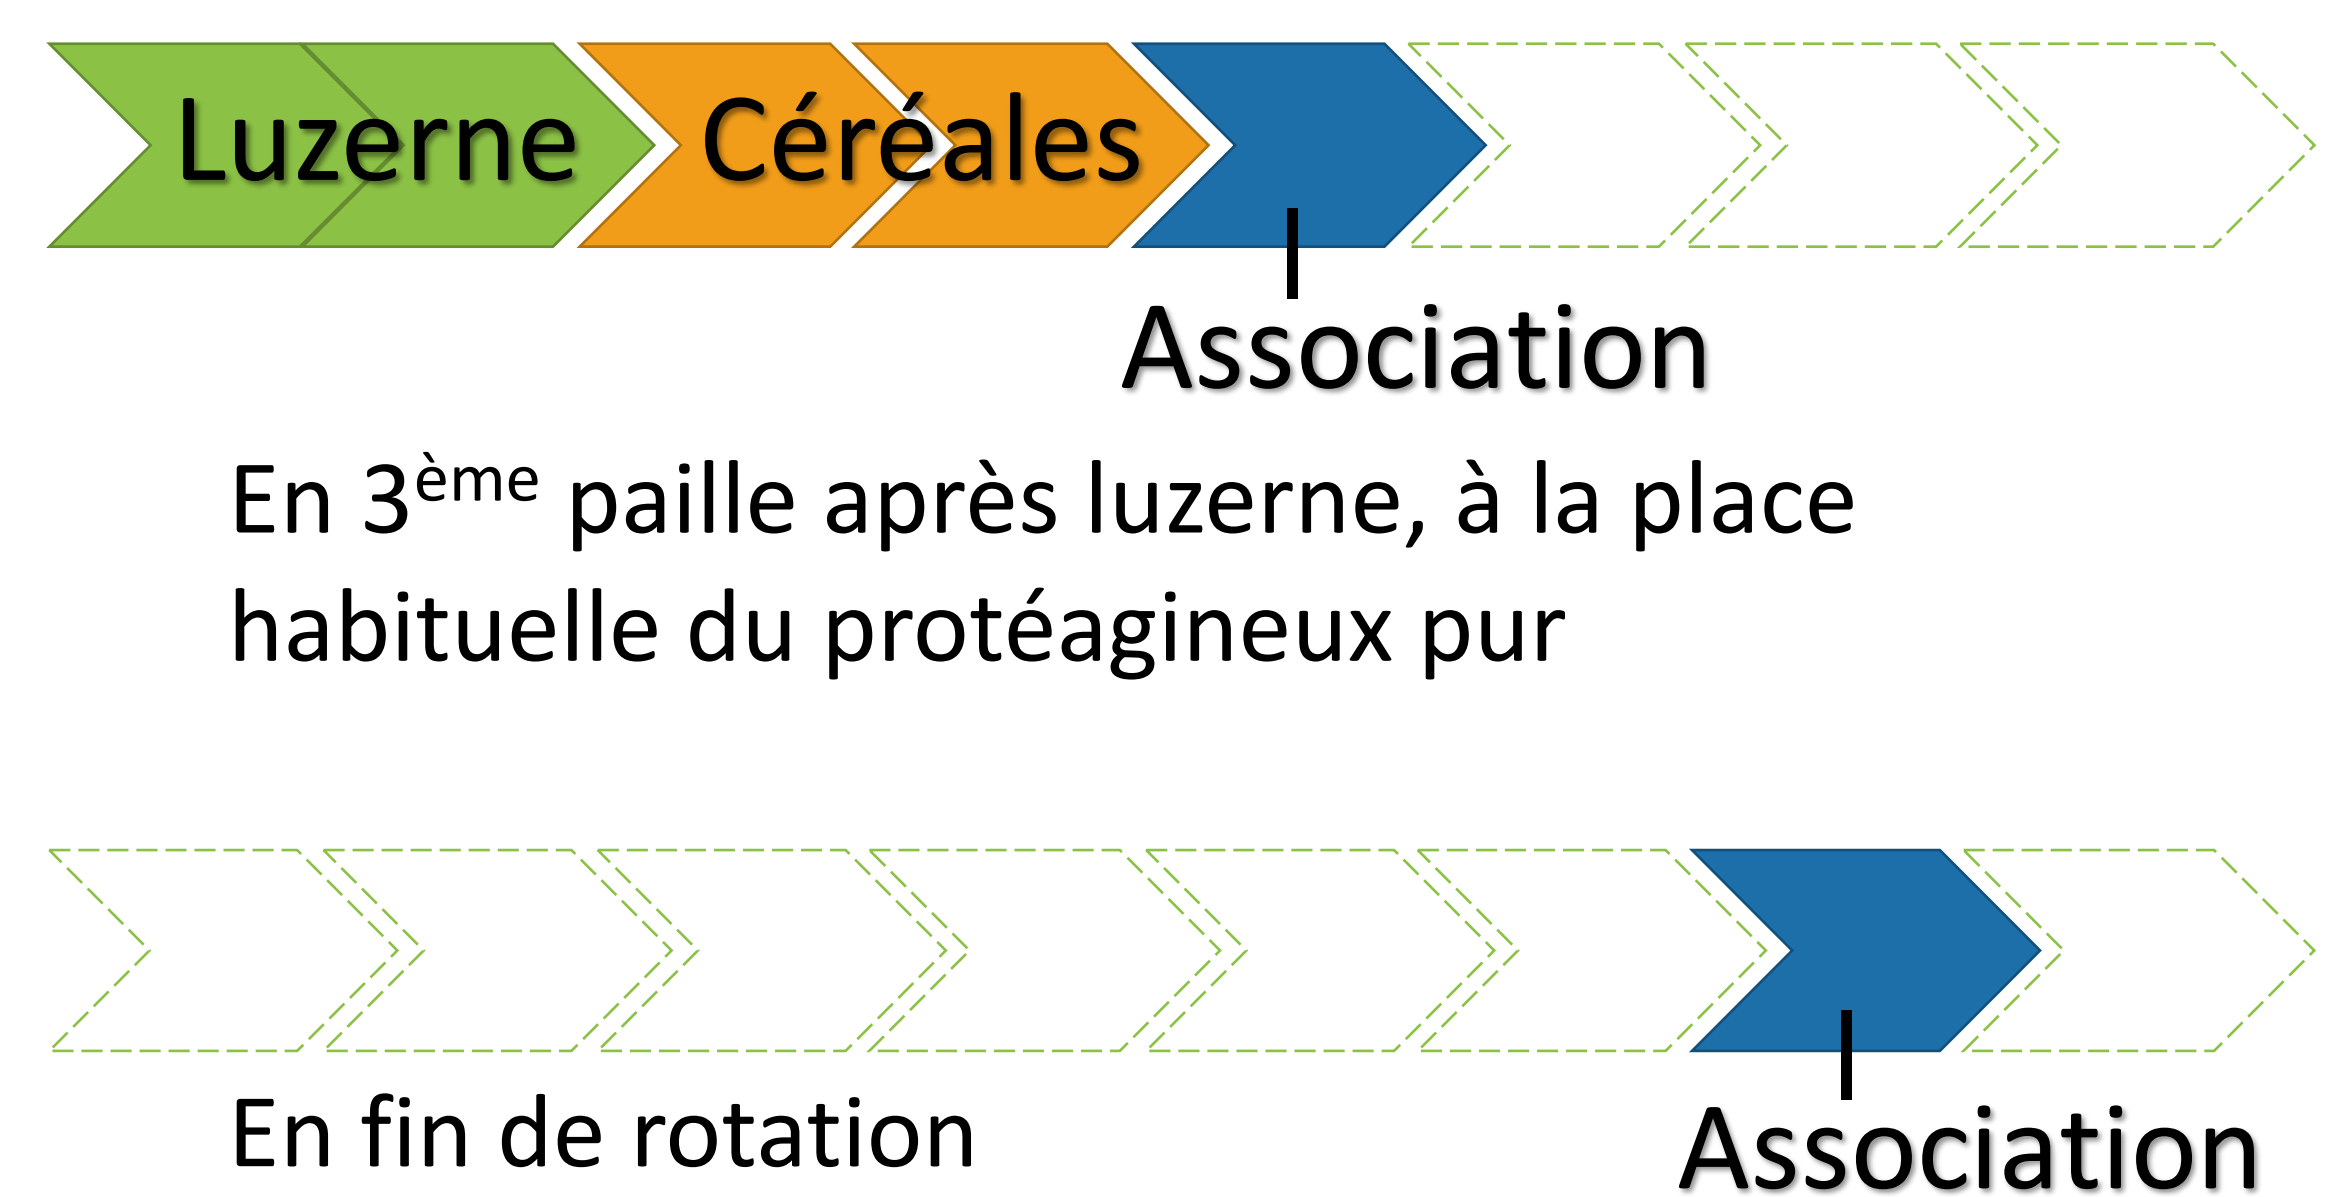 Luzerne Céréales
Association
En 3ème paille après luzerne, à la place
habituelle du protéagineux pur
En fin de rotation
Association